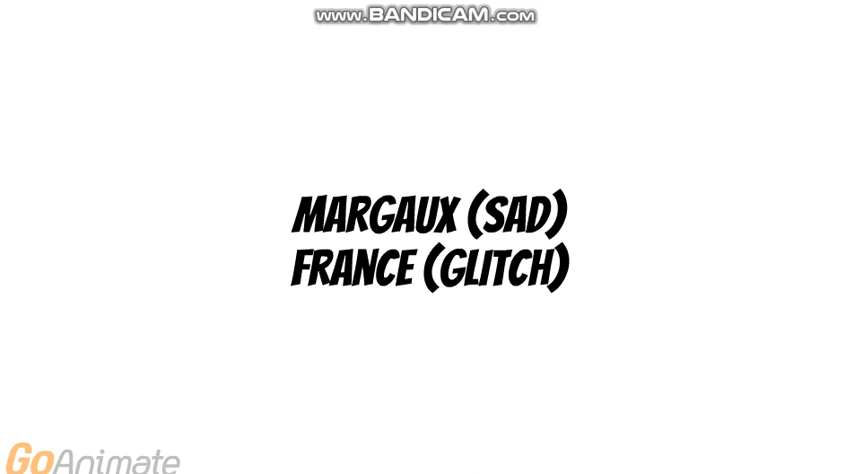 www.BANDICAM.com
MARGAUX (SAD)
FRANCE (GLITCH)
GoAnimate